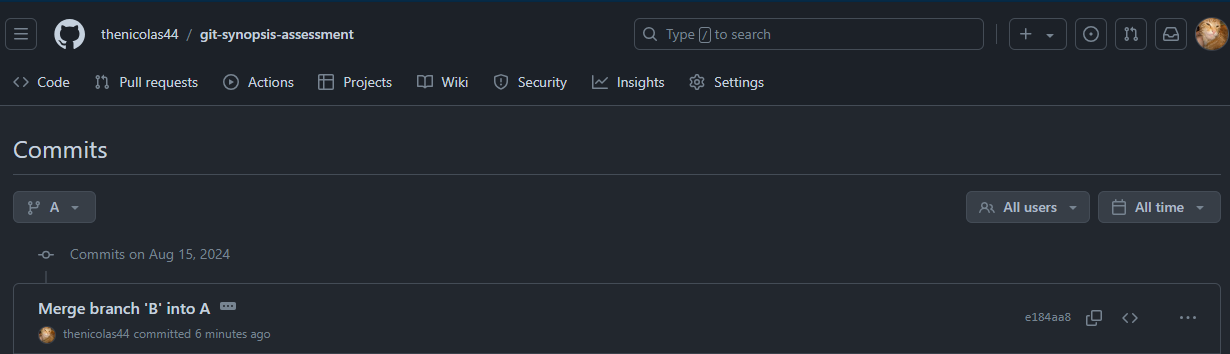 thenicolas44 / git-synopsis-assessment
Type / to search
Code Pull requests Actions Projects Wiki Security Insights Settings
Commits
A
All users All time
Commits on Aug 15, 2024
Merge branch 'B' into A
e184aa8
thenicolas44 committed 6 minutes ago